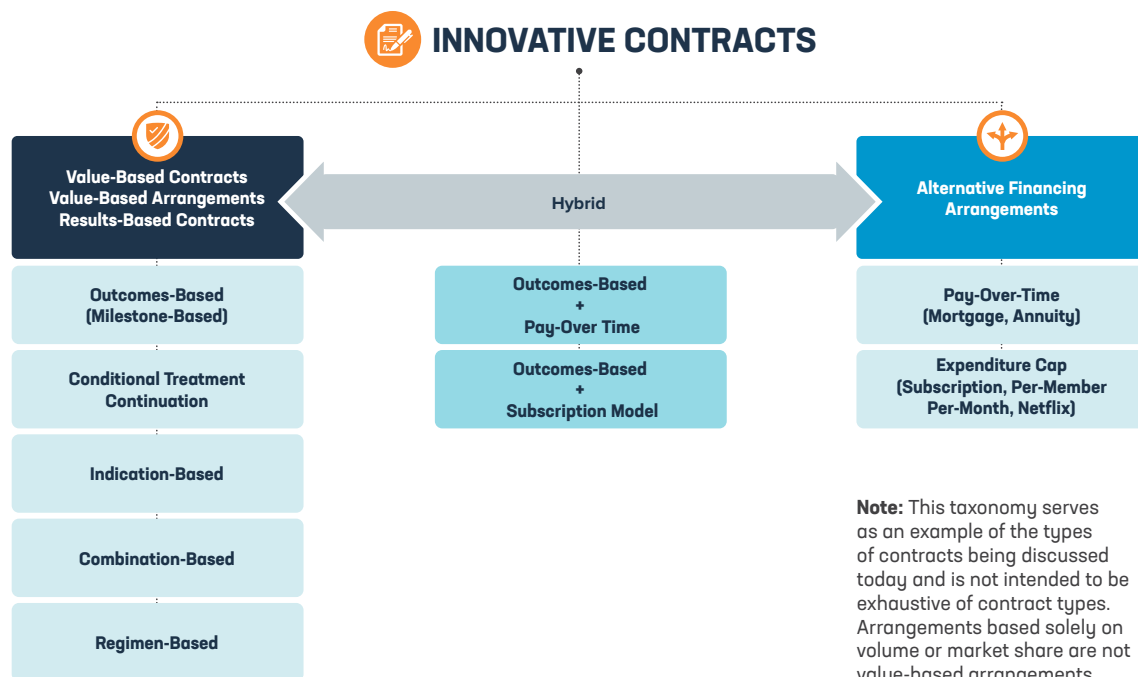 INNOVATIVE CONTRACTS
Value-Based Contracts
Value-Based Arrangements
Results-Based Contracts
Hybrid
Alternative Financing
Arrangements
Outcomes-Based
(Milestone-Based)
Conditional Treatment
Continuation
Indication-Based
Combination-Based
Regimen-Based
Outcomes-Based
+
Pay-Over Time
Outcomes-Based
+
Subscription Model
Pay-Over-Time
(Mortgage, Annuity)
Expenditure Cap
(Subscription, Per-Member
Per-Month, Netflix)
Note: This taxonomy serves
as an example of the types
of contracts being discussed
today and is not intended to be
exhaustive of contract types.
Arrangements based solely on
volume or market share are not
value-based arrangements